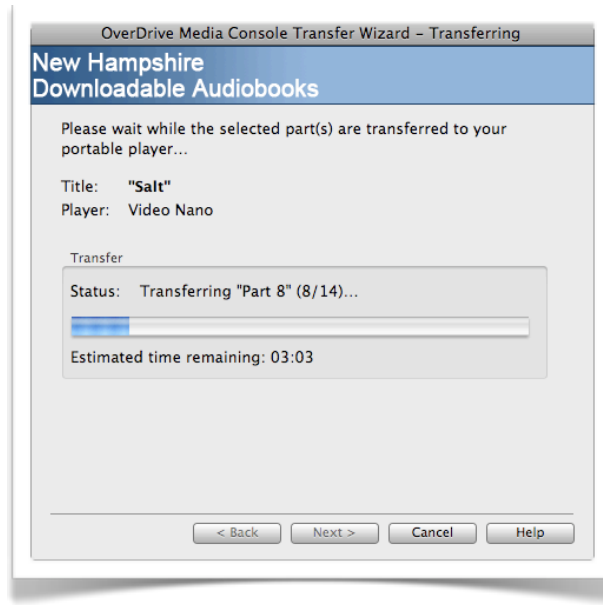 OverDrive Media Console Transfer Wizard – Transferring
New Hampshire
Downloadable Audiobooks
Please wait while the selected part(s) are transferred to your
portable player...
Title: "Salt"
Player: Video Nano
Transfer
Status: Transferring "Part 8" (8/14)...
Estimated time remaining: 03:03
< Back Next > Cancel Help